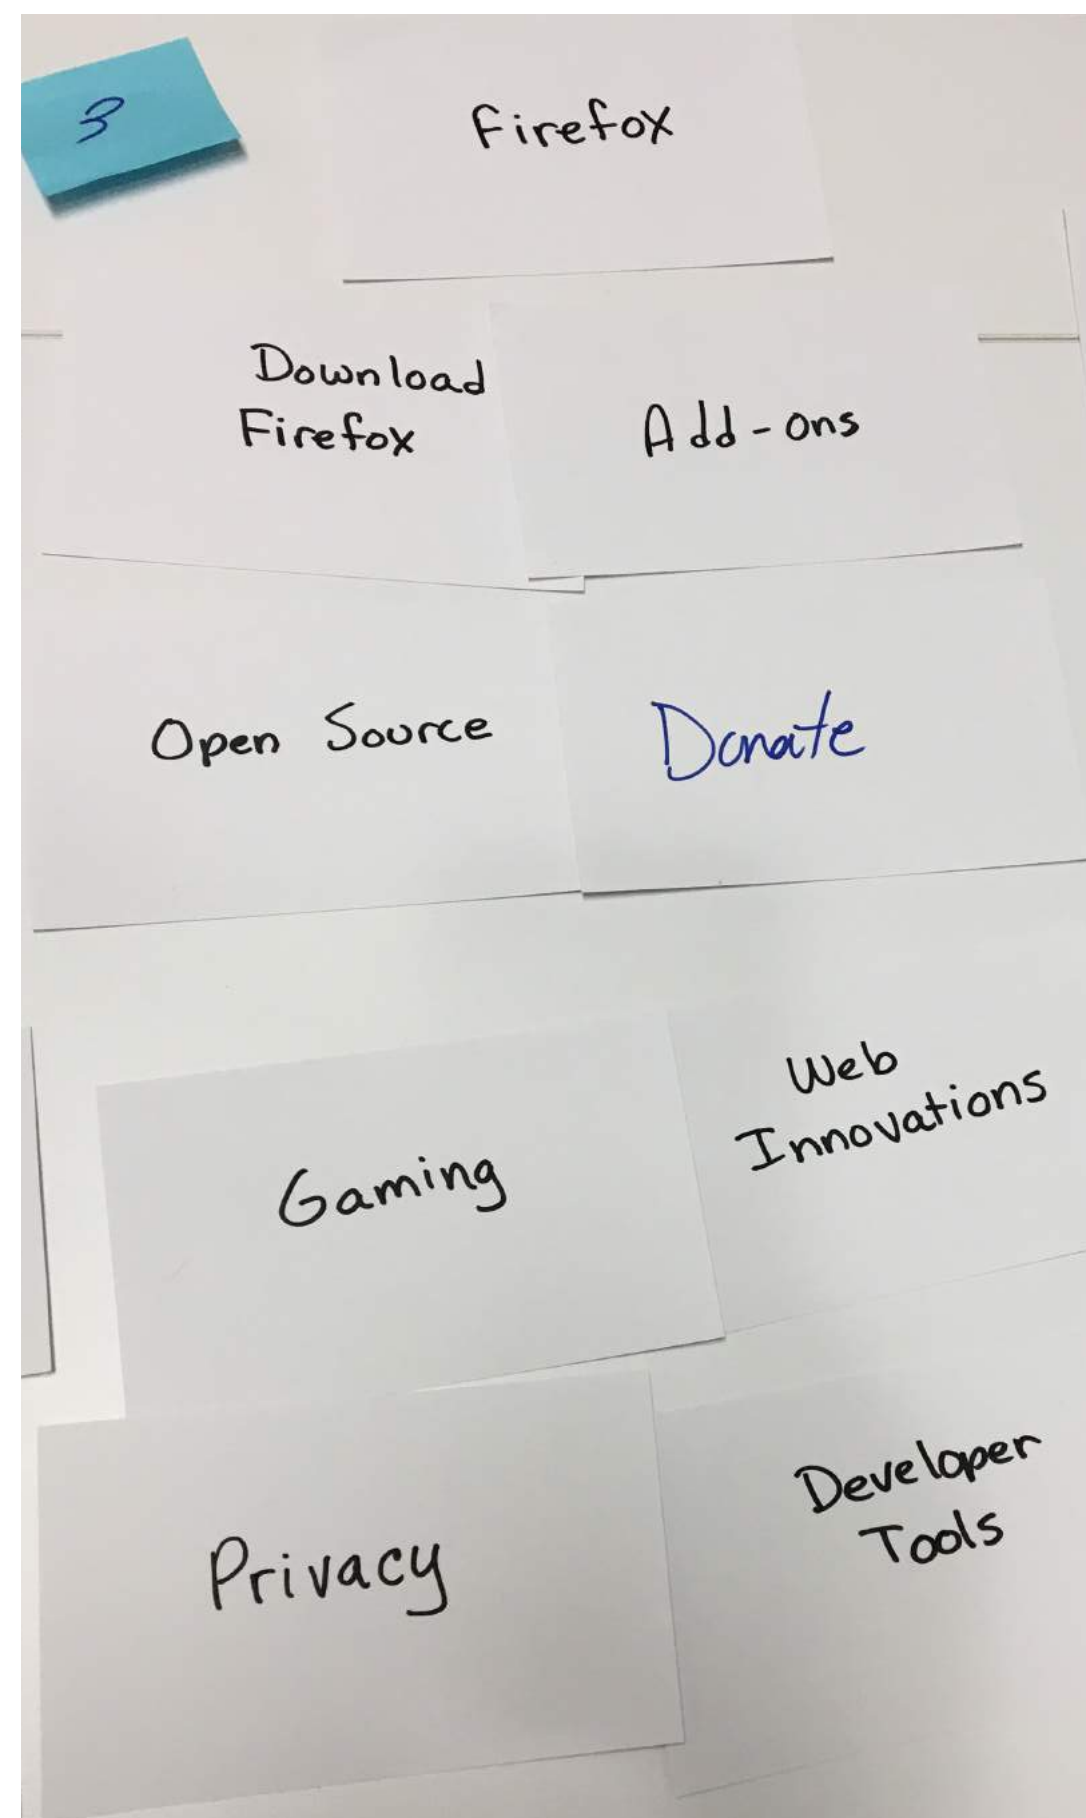 3
Firefox
Download
Firefox
Add-ons
Open Source
Donate
Gaming
Web
Innovations
Privacy
Developer
Tools